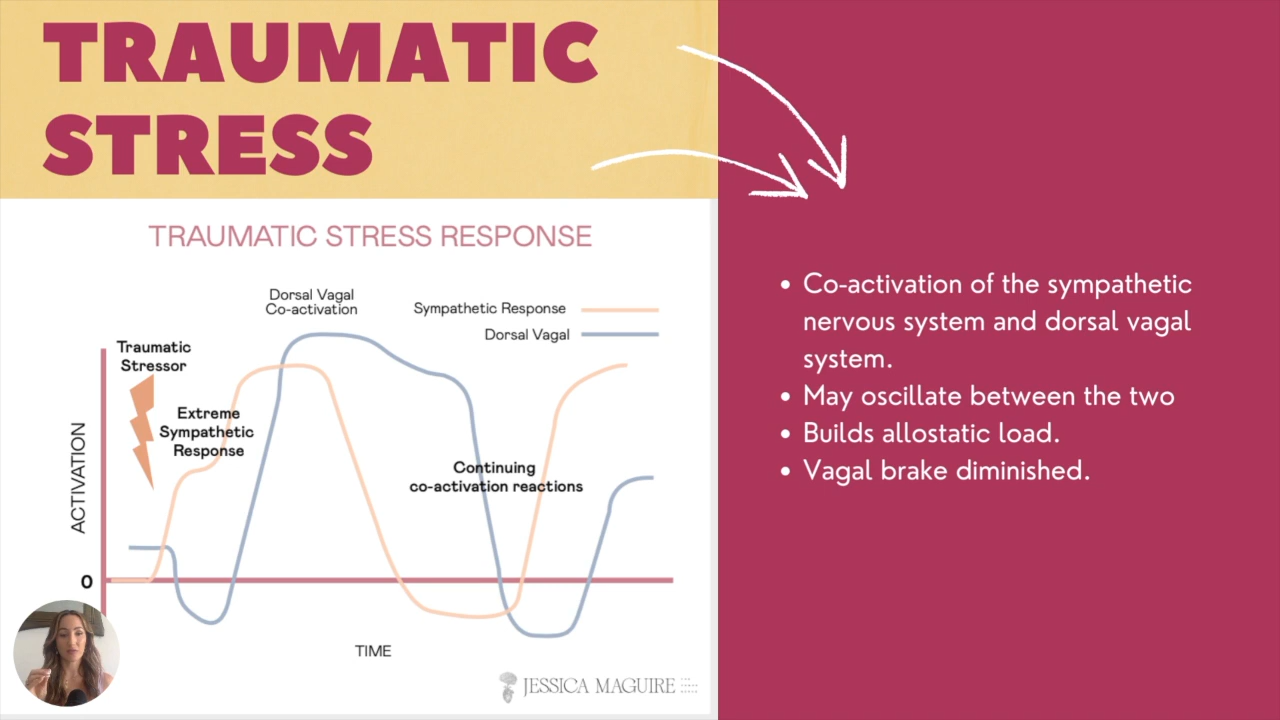 TRAUMATIC
STRESS
TRAUMATIC STRESS RESPONSE
Dorsal Vagal
Co-activation
Sympathetic Response
Dorsal Vagal
Traumatic
Stressor
Extreme
Sympathetic
Response
Continuing
co-activation reactions
ACTIVATION
0
TIME
JESSICA MAGUIRE
• Co-activation of the sympathetic
nervous system and dorsal vagal
system.
• May oscillate between the two
• Builds allostatic load.
• Vagal brake diminished.